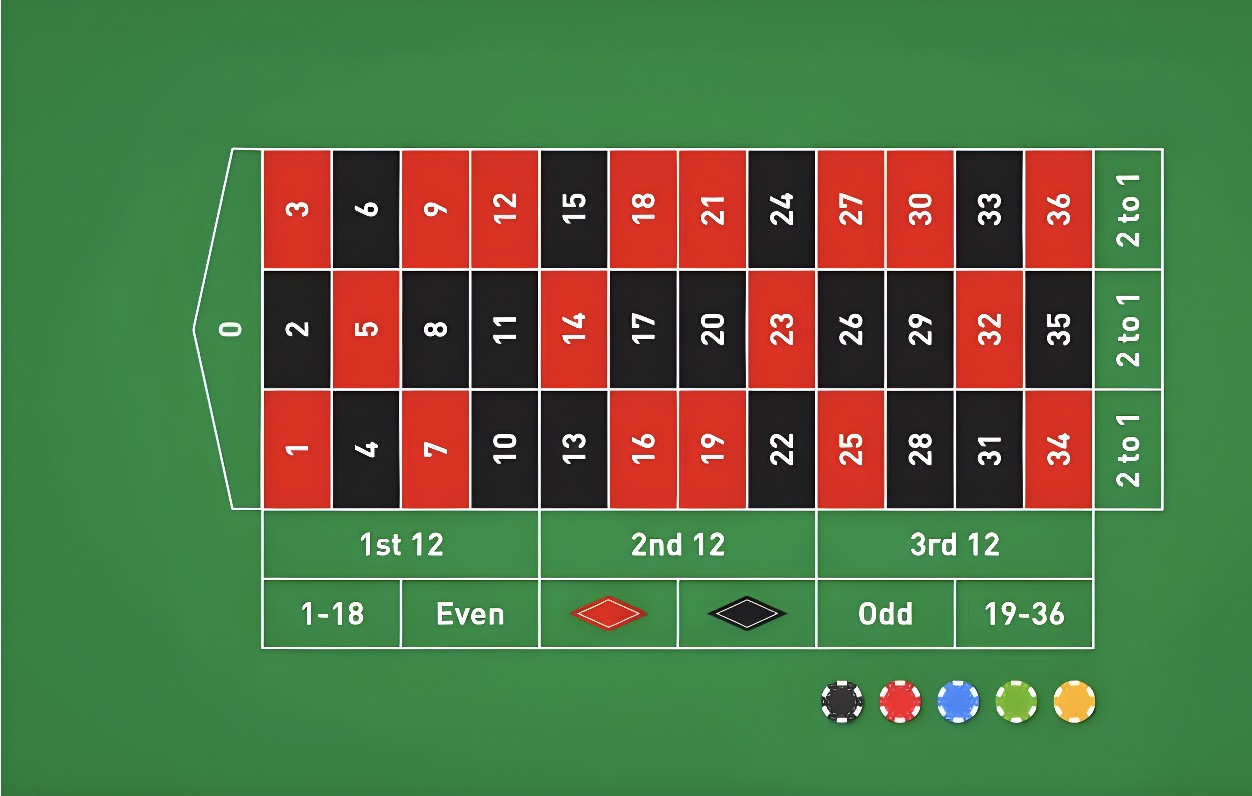 3 6 9 12 15 18 21 24 27 30 33 36 2 to 1
0 2 5 8 11 14 17 20 23 26 29 32 35 2 to 1
1 4 7 10 13 16 19 22 25 28 31 34 2 to 1
1st 12 2nd 12 3rd 12
1-18 Even Odd 19-36